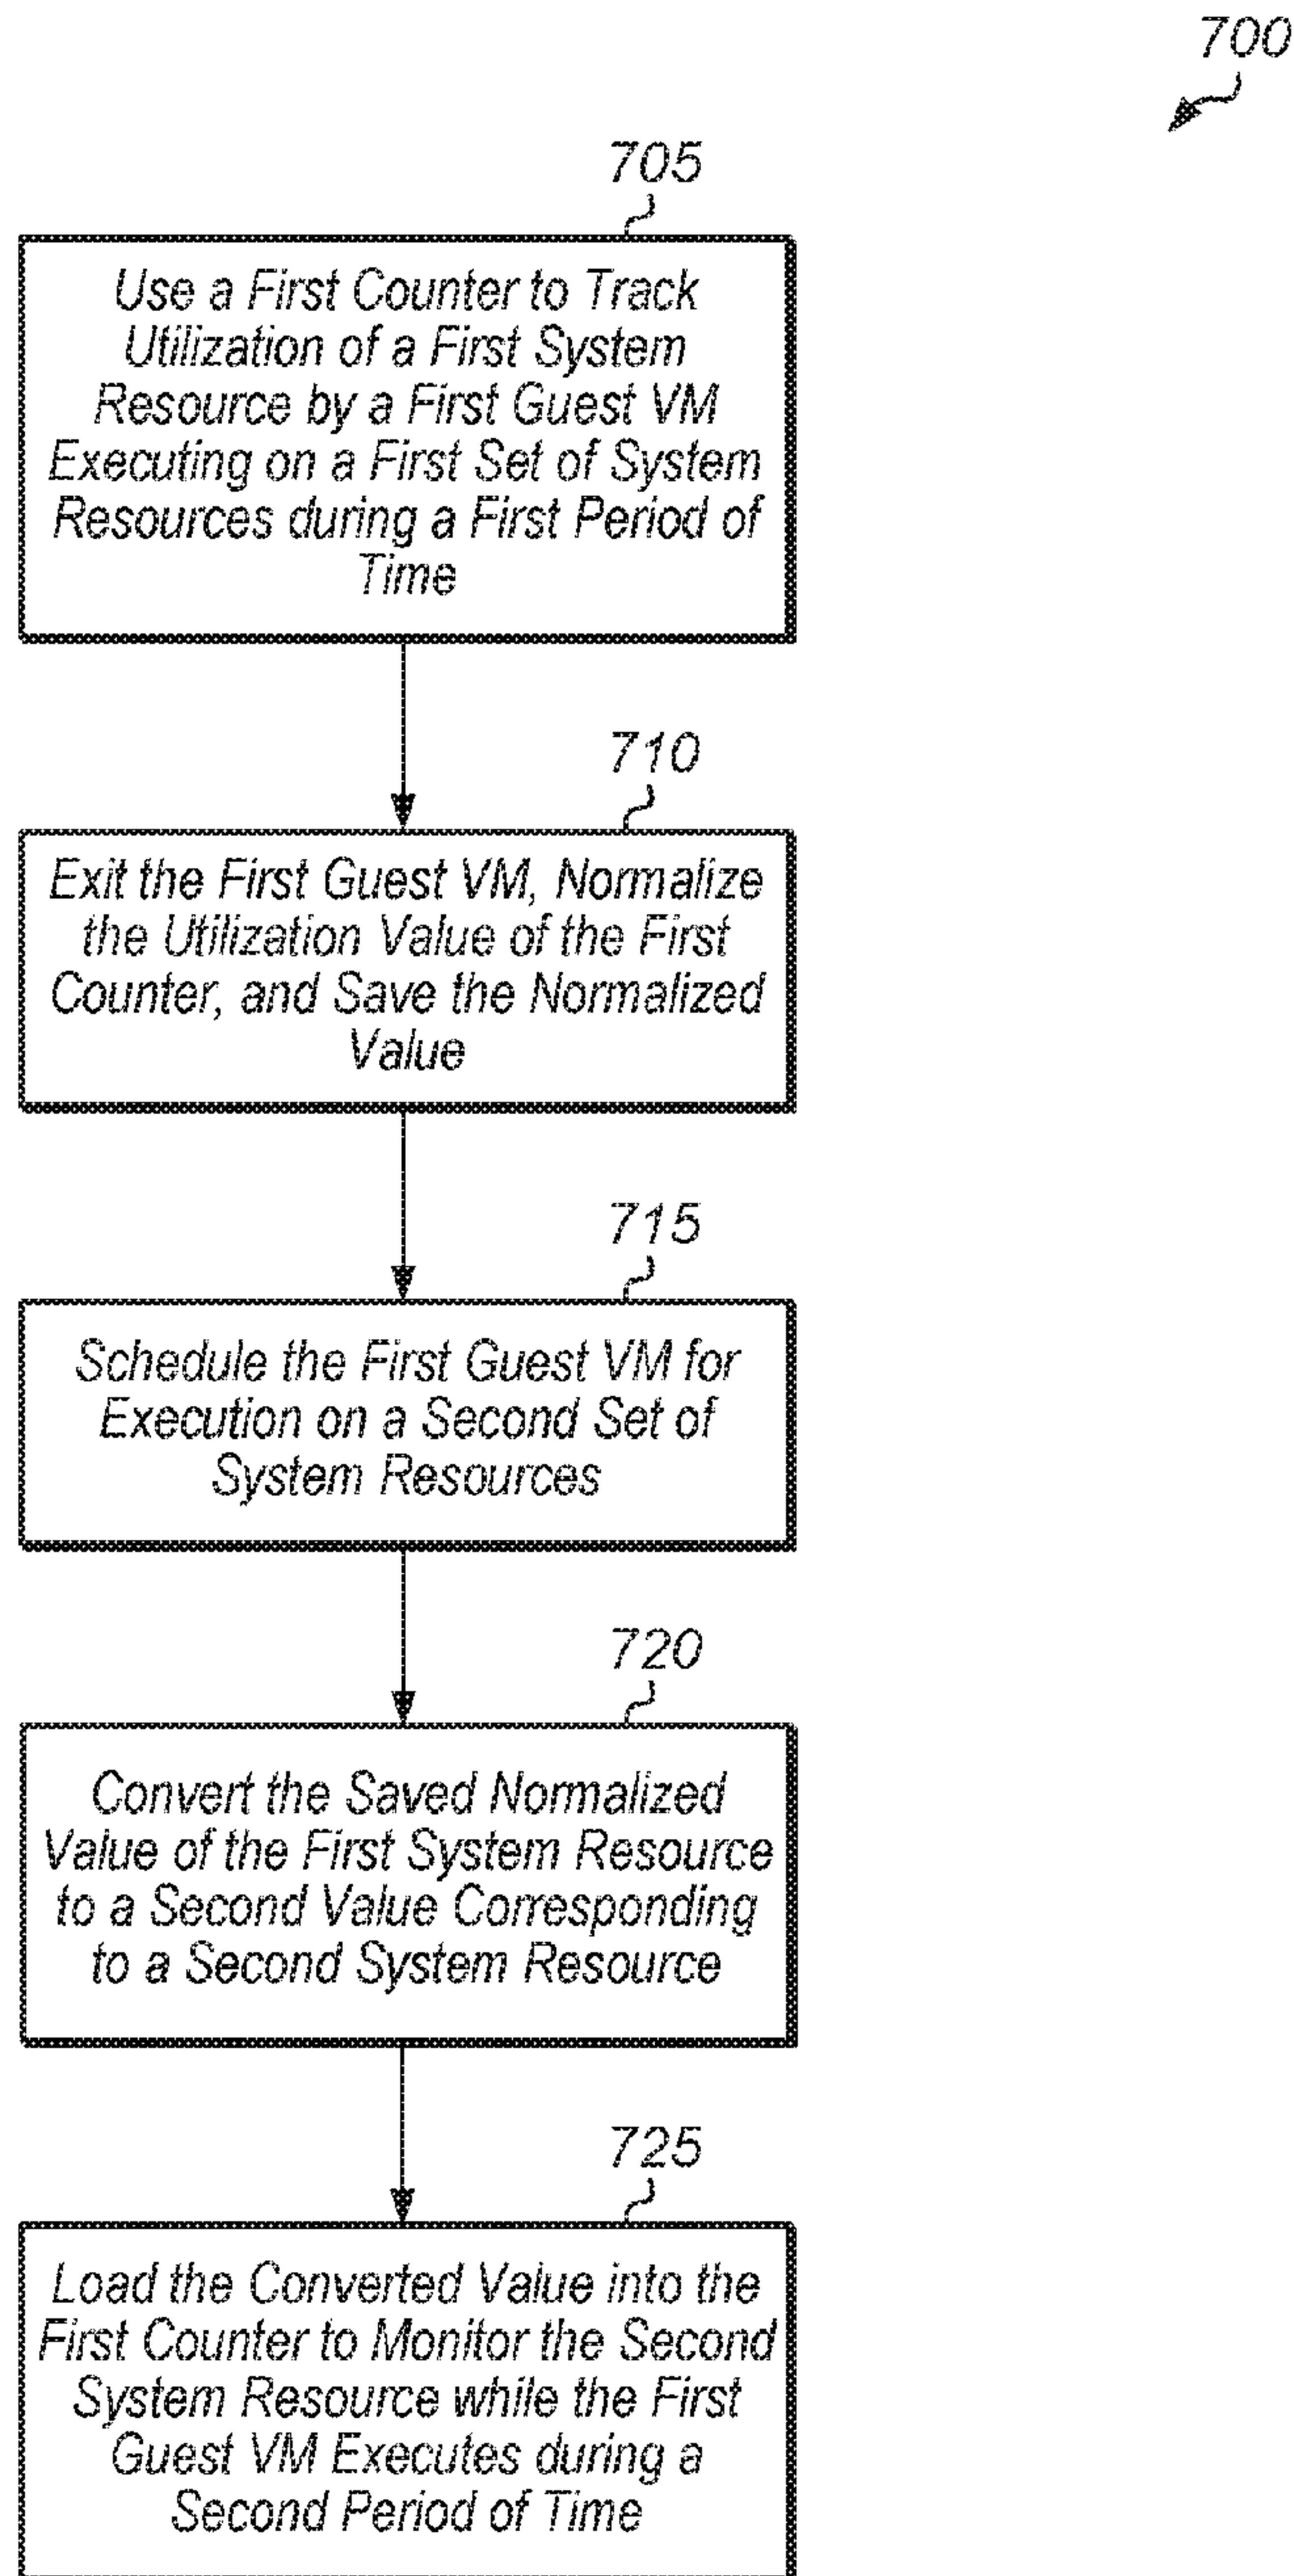 700
705
Use a First Counter to Track
Utilization of a First System
Resource by a First Guest VM
Executing on a First Set of System
Resources during a First Period of
Time
710
Exit the First Guest VM, Normalize
the Utilization Value of the First
Counter, and Save the Normalized
Value
715
Schedule the First Guest VM for
Execution on a Second Set of
System Resources
720
Convert the Saved Normalized
Value of the First System Resource
to a Second Value Corresponding
to a Second System Resource
725
Load the Converted Value into the
First Counter to Monitor the Second
System Resource while the First
Guest VM Executes during a
Second Period of Time